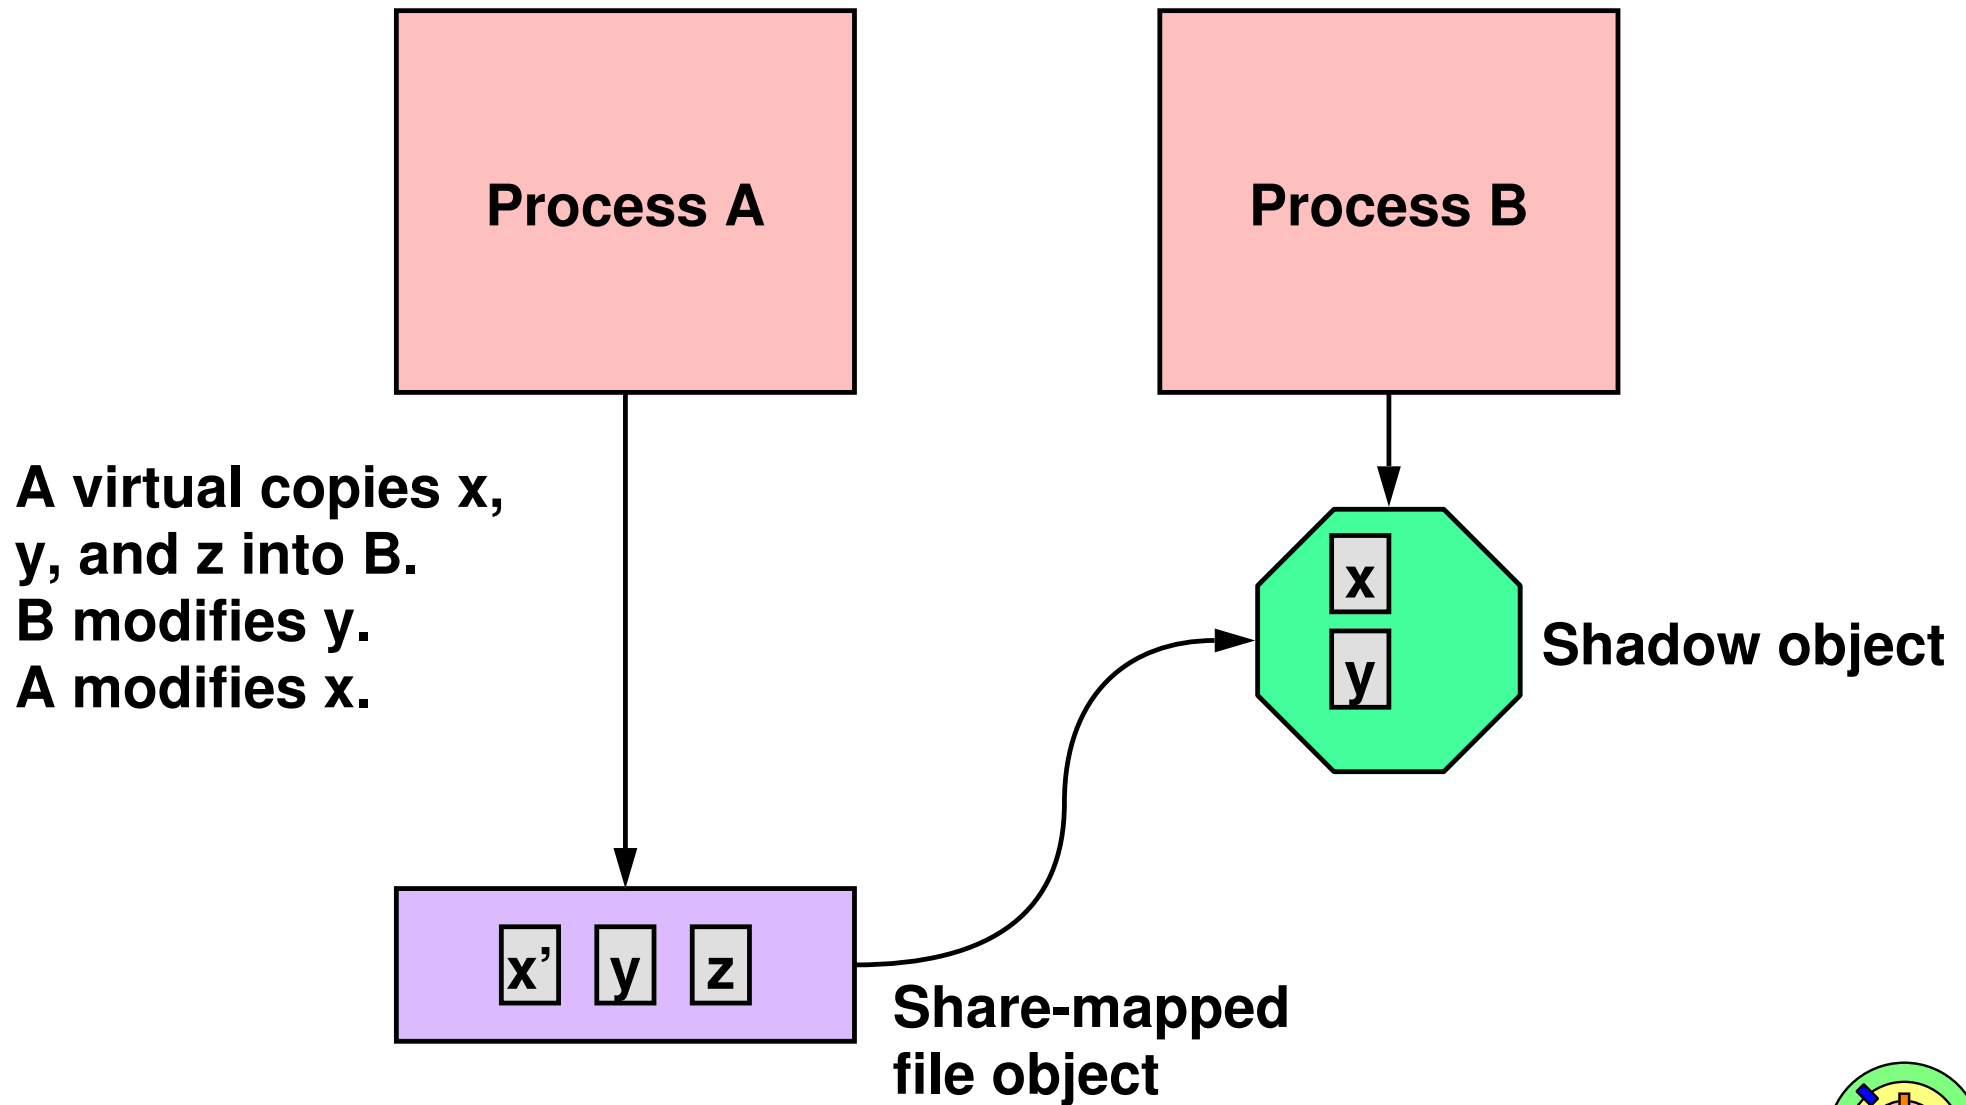 Process A
Process B
A virtual copies x,
y, and z into B.
B modifies y.
A modifies x.
x
y
Shadow object
x’
y
z
Share-mapped
file object